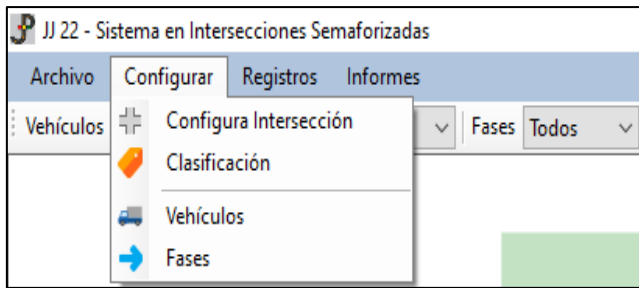 JJ 22 - Sistema en Intersecciones Semaforizadas
Archivo Configurar Registros Informes
Vehículos Configura Intersección Fases Todos
Clasificación
Vehículos
Fases